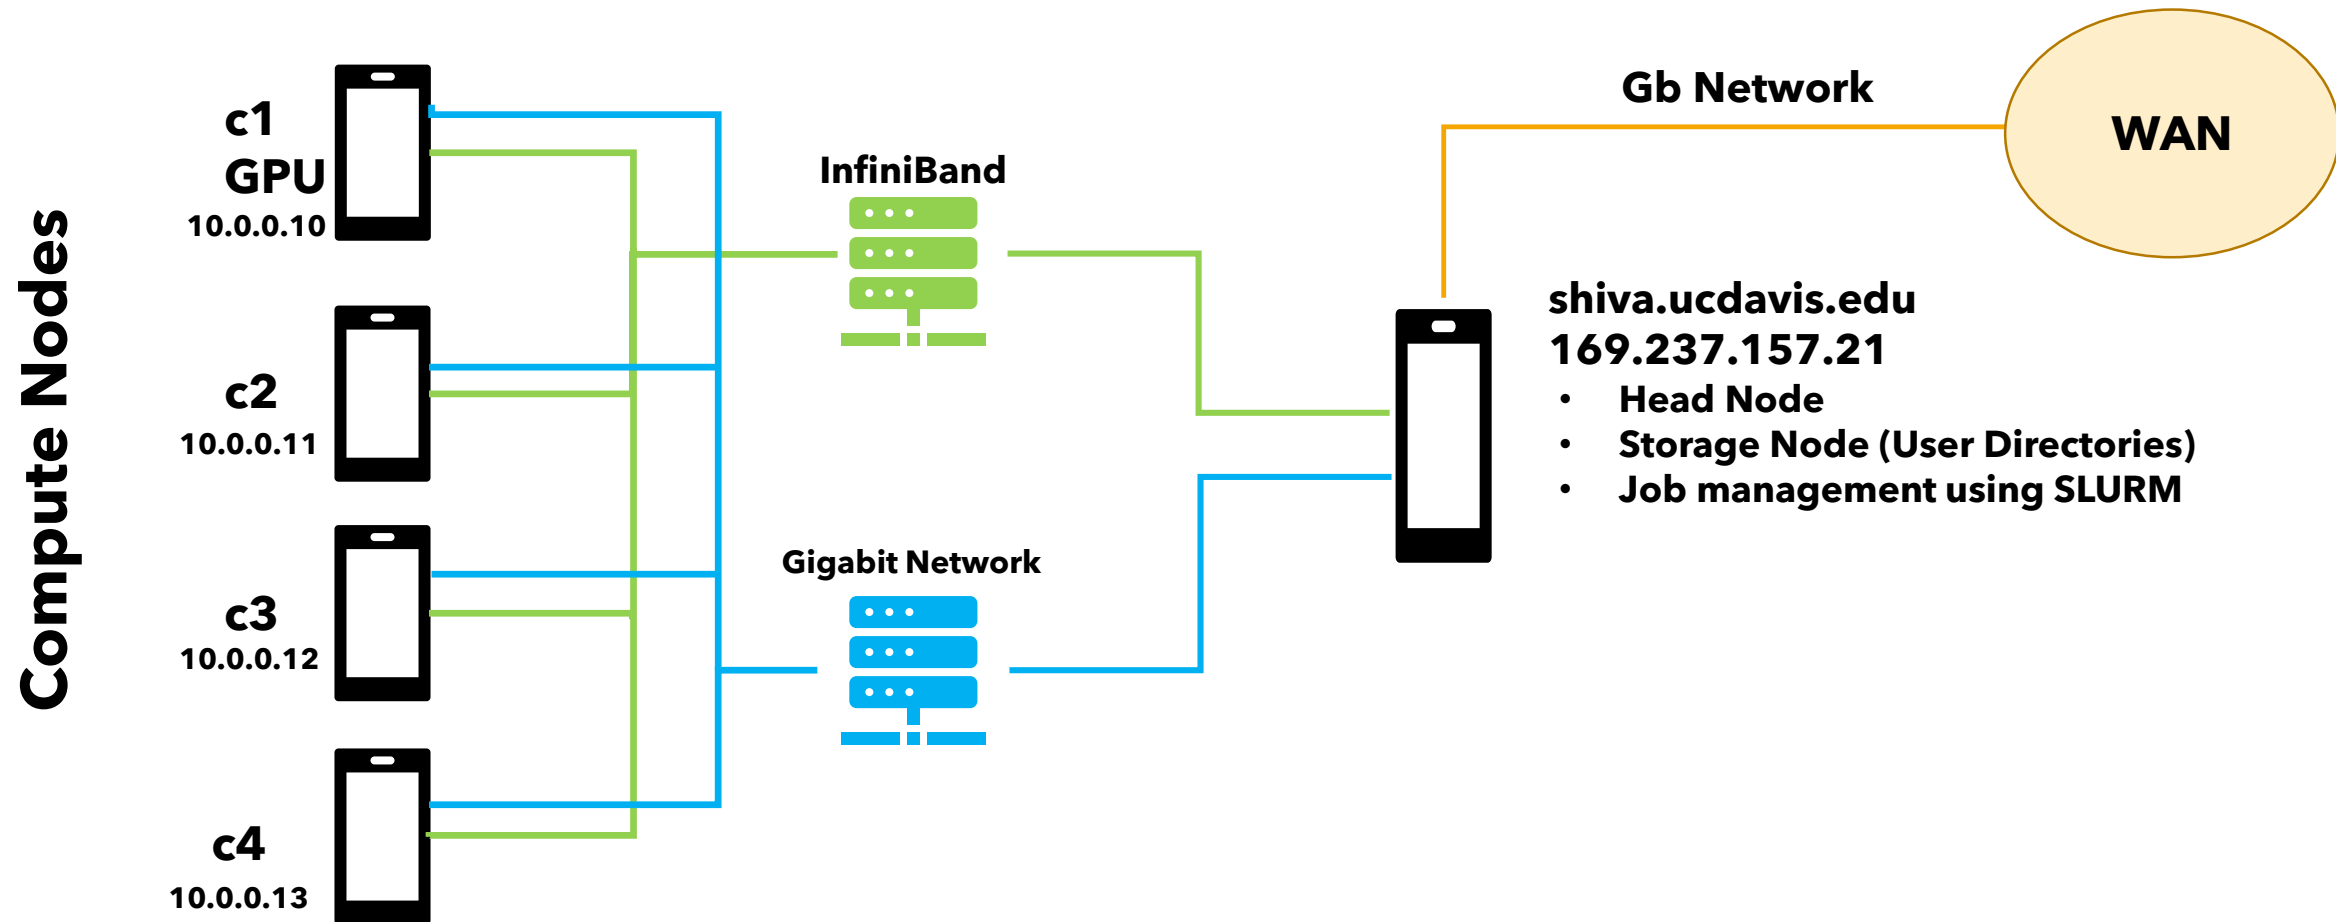 Compute Nodes
c1
GPU
10.0.0.10
c2
10.0.0.11
c3
10.0.0.12
c4
10.0.0.13
InfiniBand
Gigabit Network
Gb Network
WAN
shiva.ucdavis.edu
169.237.157.21
• Head Node
• Storage Node (User Directories)
• Job management using SLURM